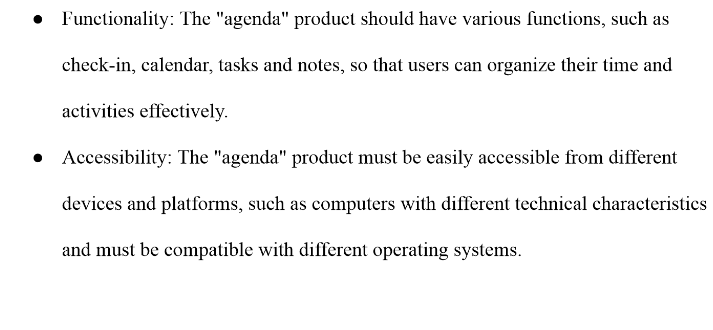 ● Functionality: The "agenda" product should have various functions, such as
check-in, calendar, tasks and notes, so that users can organize their time and
activities effectively.
● Accessibility: The "agenda" product must be easily accessible from different
devices and platforms, such as computers with different technical characteristics
and must be compatible with different operating systems.